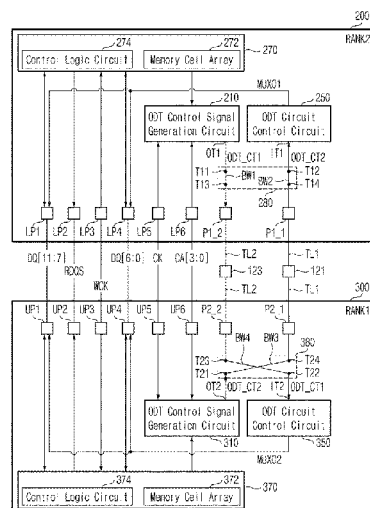 200
RANK2
274
272
270
Control Logic Circuit
Memory Cell Array
MUXO1
210
250
ODT Control Signal
Generation Circuit
ODT Circuit
Control Circuit
OT1
IT1
ODT_CT1
ODT_CT2
T11
BW1
SW2
T12
T13
T14
280
LP1
LP2
LP3
LP4
LP5
LP6
P1_2
P1_1
DQ[11:7]
RDQS
WCK
DQ[6:0]
CK
CA[3:0]
TL2
TL1
123
121
TL2
TL1
300
RANK1
UP1
UP2
UP3
UP4
UP5
UP6
P2_2
P2_1
BW4
BW3
380
T23
T24
T21
T22
OT2
ODT_CT2
IT2
ODT_CT1
ODT Control Signal
Generation Circuit
ODT Circuit
Control Circuit
310
350
MUXO2
374
372
370
Control Logic Circuit
Memory Cell Array